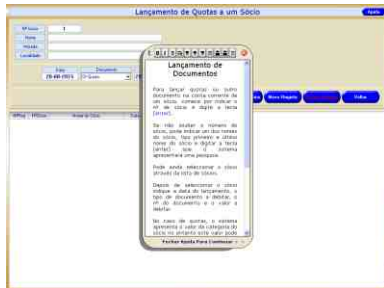 Lançamento de Quotas a um Sócio
Ajuda
Nº Sócio
1
Nome
Morada
Localidade
Data
Documento
Lançamento de
Documentos
Para lançar quotas ou outro
documento na conta corrente de
um sócio, comece por indicar o
nº de sócio e digite a tecla
[enter].
Se não souber o número do
sócio, pode indicar um dos nomes
do sócio, tipo primeiro e último
nome do sócio e digitar a tecla
[enter] que o sistema
apresentará uma pesquisa.
Pode ainda seleccionar o sócio
através da lista de sócios.
Depois de seleccionar o sócio
indique a data do lançamento, o
tipo de documento a debitar, o
nº do documento e o valor a
debitar.
No caso de quotas, o sistema
apresenta o valor da categoria do
sócio no entanto este valor pode
Fechar Ajuda Para Continuar
Voltar